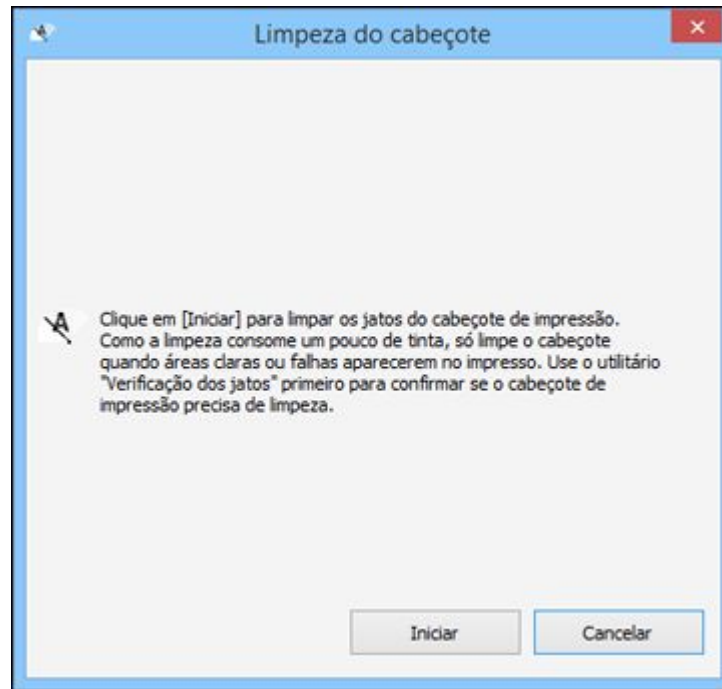 Limpeza do cabeçote
Clique em [Iniciar] para limpar os jatos do cabeçote de impressão.
Como a limpeza consome um pouco de tinta, só limpe o cabeçote
quando áreas claras ou falhas aparecerem no impresso. Use o utilitário
"Verificação dos jatos" primeiro para confirmar se o cabeçote de
impressão precisa de limpeza.
Iniciar
Cancelar